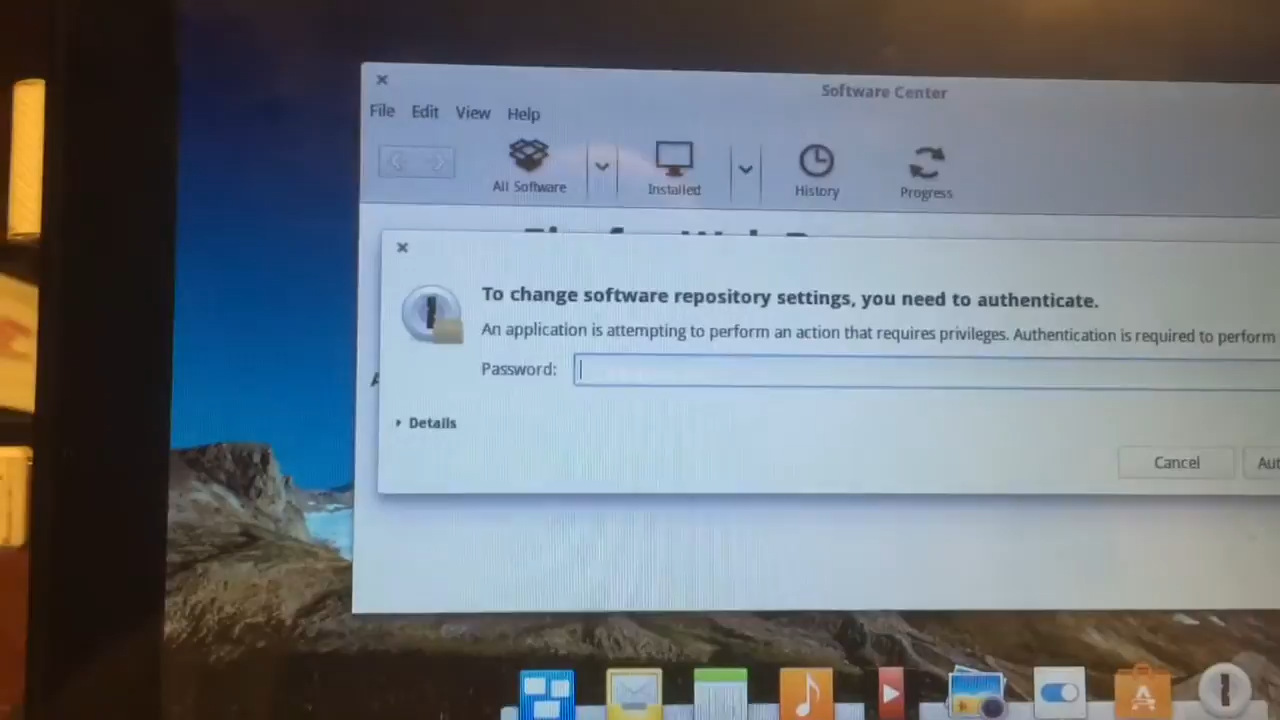 Software Center
File Edit View Help
All Software Installed History Progress
To change software repository settings, you need to authenticate.
An application is attempting to perform an action that requires privileges. Authentication is required to perform
Password:
Details
Cancel